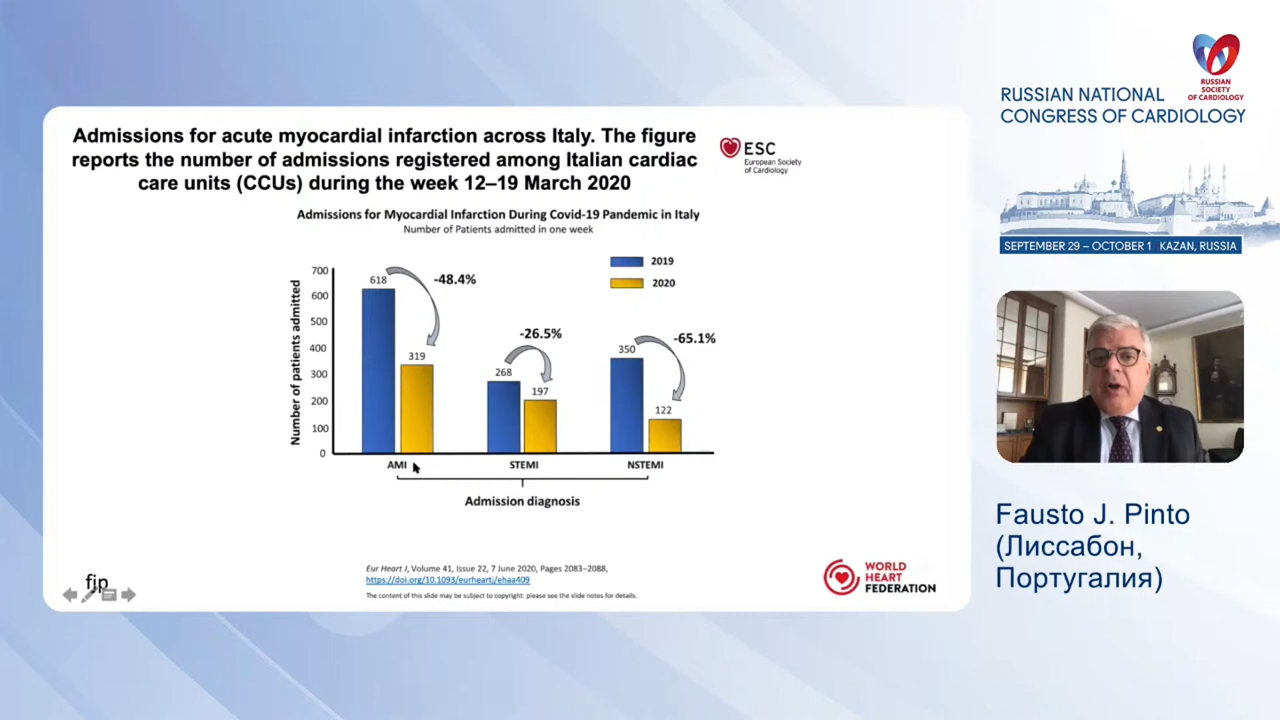 Admissions for acute myocardial infarction across Italy. The figure
reports the number of admissions registered among Italian cardiac
care units (CCUs) during the week 12–19 March 2020
ESC
European Society
of Cardiology
Admissions for Myocardial Infarction During Covid-19 Pandemic in Italy
Number of Patients admitted in one week
Number of patients admitted
700
600
500
400
300
200
100
0
618
-48.4%
319
268
-26.5%
197
350
-65.1%
122
2019
2020
AMI
STEMI
NSTEMI
Admission diagnosis
Eur Heart J, Volume 41, Issue 22, 7 June 2020, Pages 2083–2088,
https://doi.org/10.1093/eurheartj/ehaa409
The content of this slide may be subject to copyright: please see the slide notes for details.
fjp
WORLD
HEART
FEDERATION
RUSSIAN
SOCIETY
OF CARDIOLOGY
RUSSIAN NATIONAL
CONGRESS OF CARDIOLOGY
SEPTEMBER 29 – OCTOBER 1 KAZAN, RUSSIA
Fausto J. Pinto
(Лиссабон,
Португалия)